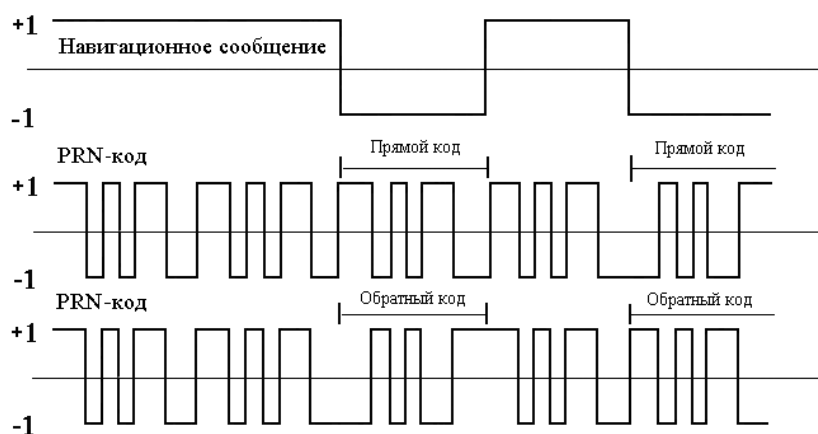 +1
Навигационное сообщение
-1
PRN-код
Прямой код
Прямой код
+1
-1
PRN-код
Обратный код
Обратный код
+1
-1